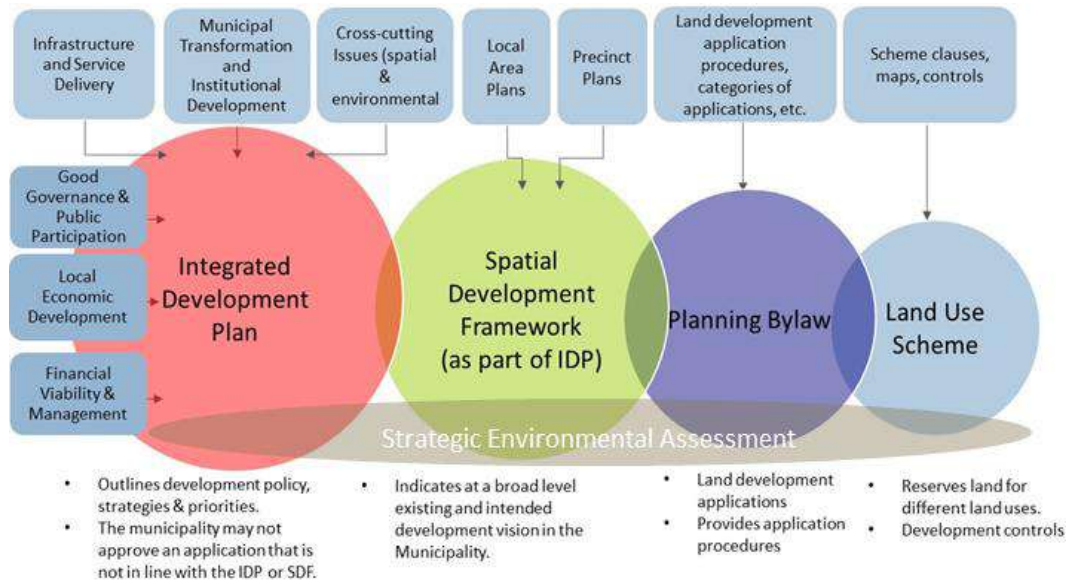 Infrastructure
and Service
Delivery
Municipal
Transformation
and
Institutional
Development
Cross-cutting
Issues (spatial
&
environmental
Local
Area
Plans
Precinct
Plans
Land development
application
procedures,
categories of
applications, etc.
Scheme clauses,
maps, controls
Good
Governance &
Public
Participation
Local
Economic
Development
Financial
Viability &
Management
Integrated
Development
Plan
Spatial
Development
Framework
(as part of IDP)
Planning Bylaw
Land Use
Scheme
Strategic Environmental Assessment
• Outlines development policy,
strategies & priorities.
• The municipality may not
approve an application that is
not in line with the IDP or SDF.
• Indicates at a broad level
existing and intended
development vision in the
Municipality.
• Land development
applications
• Provides application
procedures
• Reserves land for
different land uses.
• Development controls